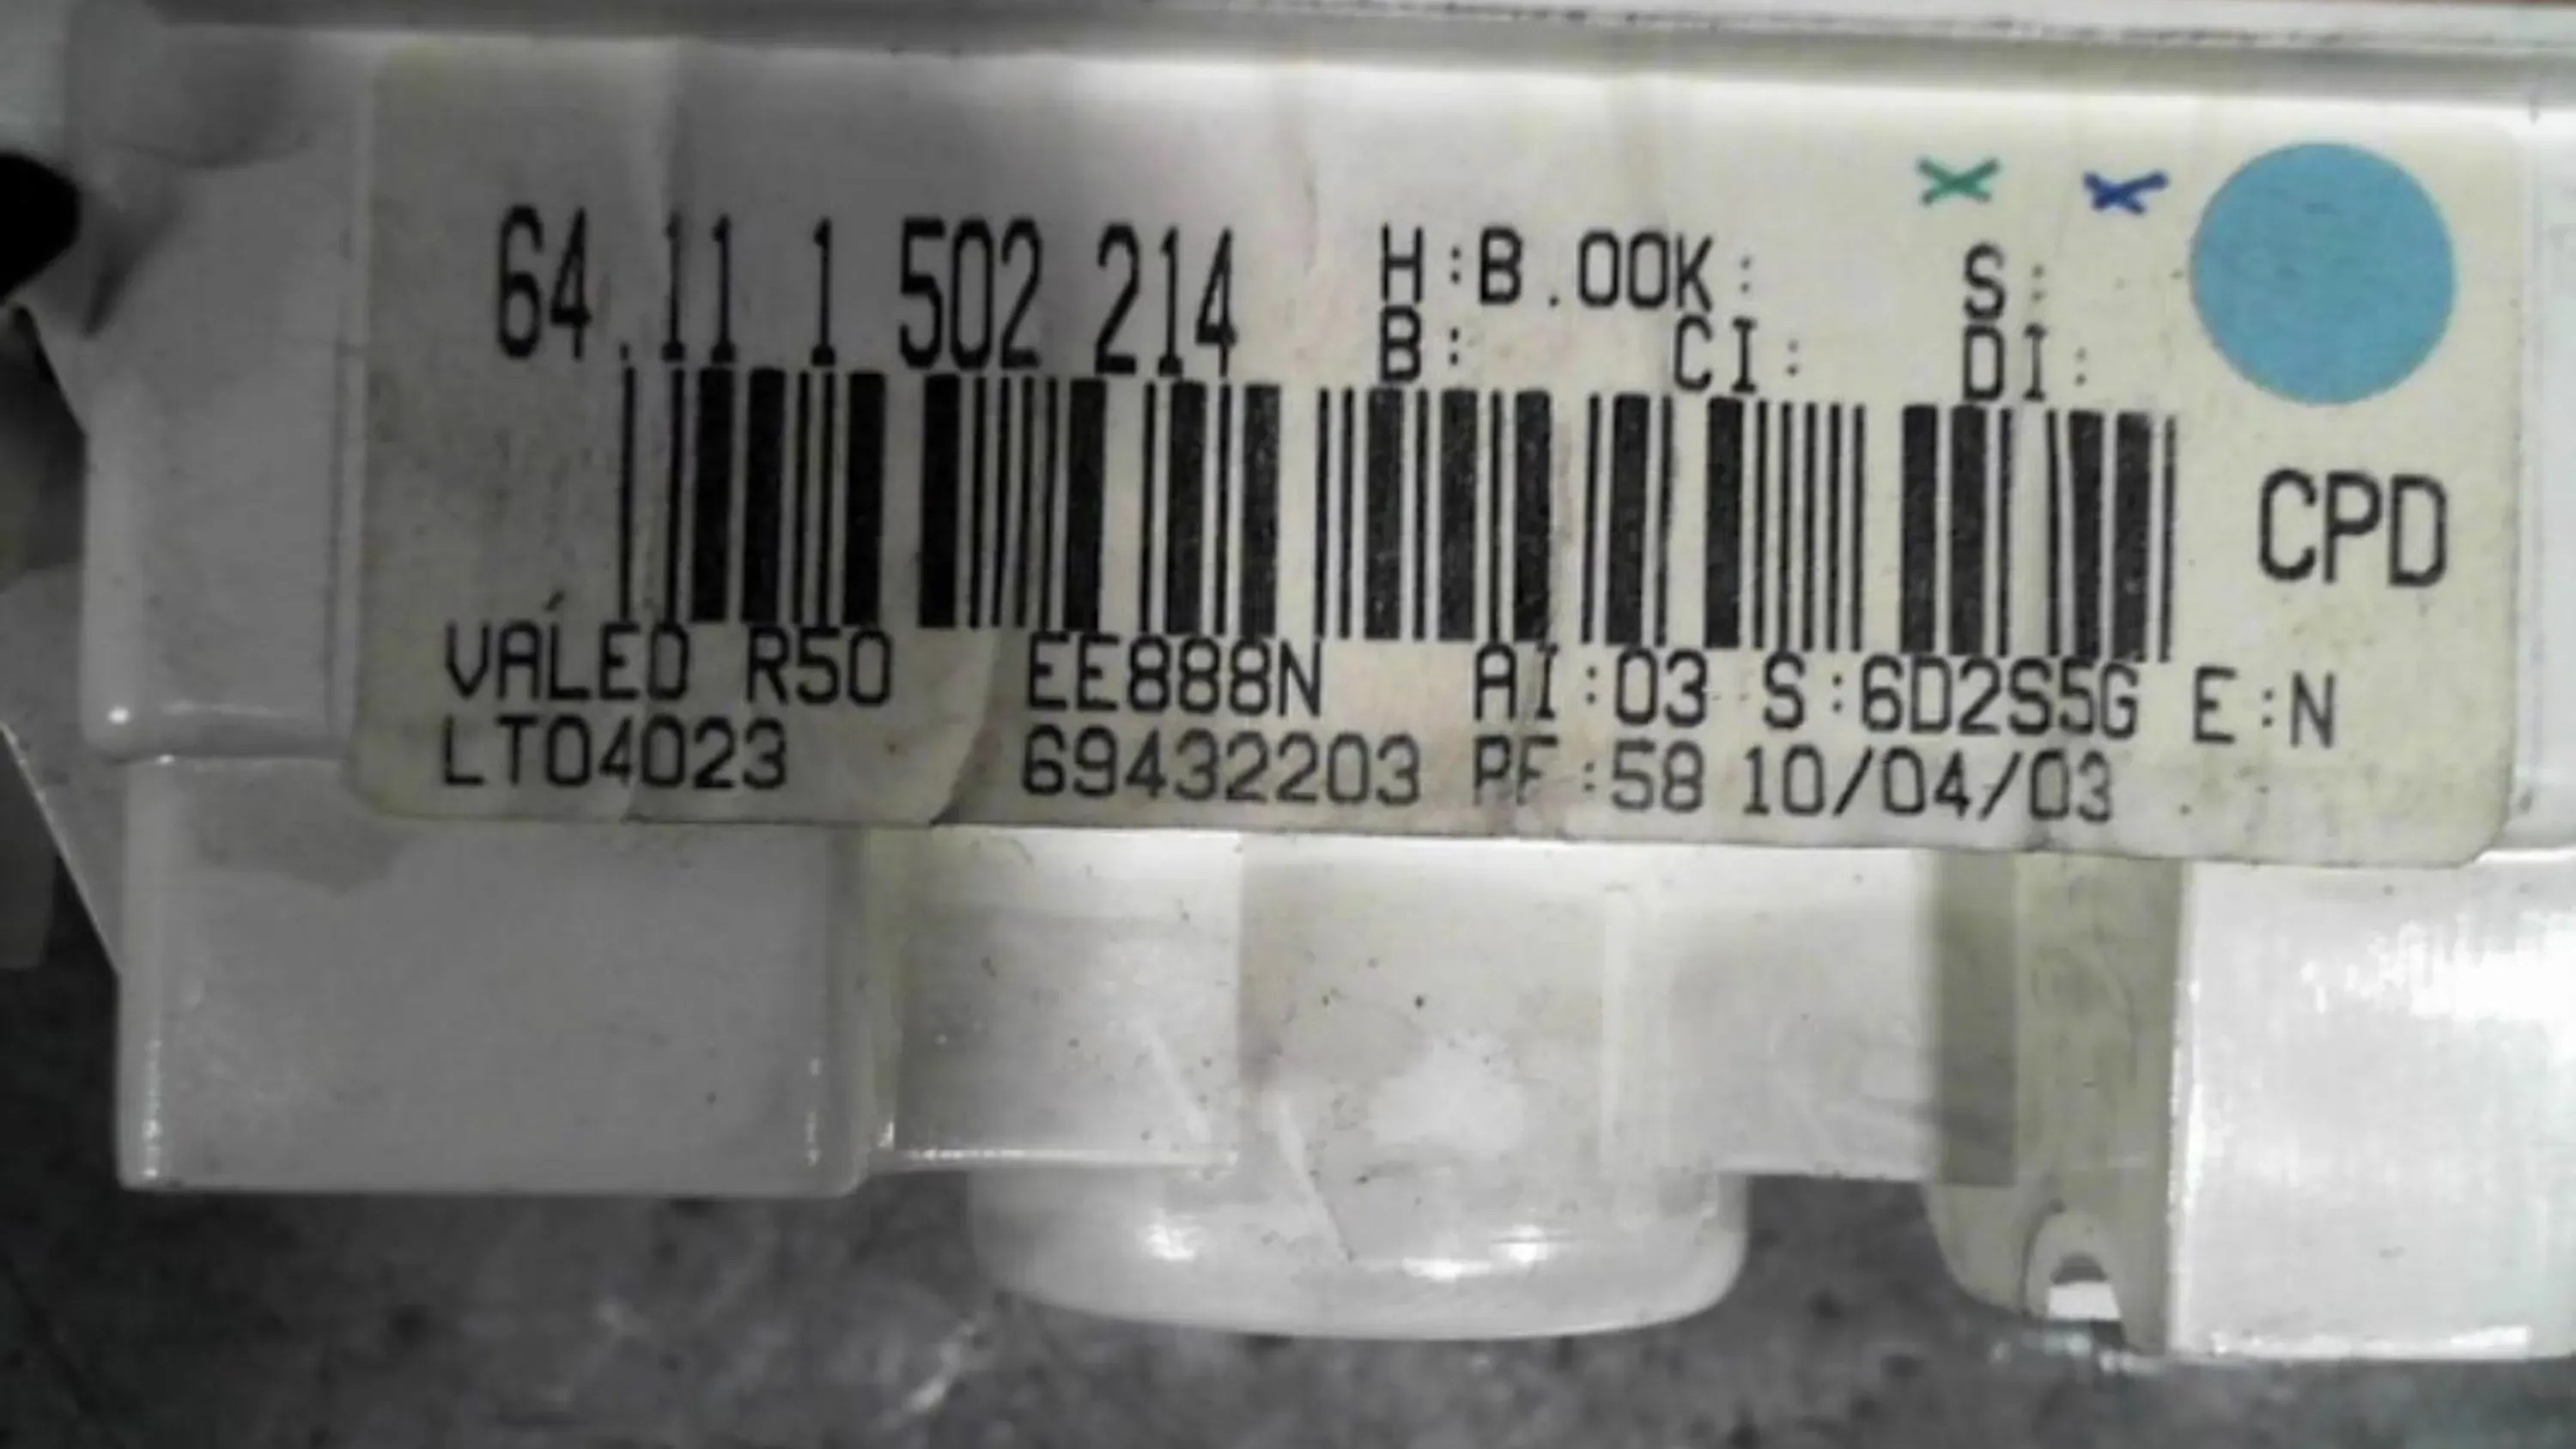 64.11 1 502 214 H:B.00K: S:
B: CI: DI:
CPD
VALEO R50 EE888N AI:03 S:6D2S5G E:N
LT04023 69432203 PF:58 10/04/03